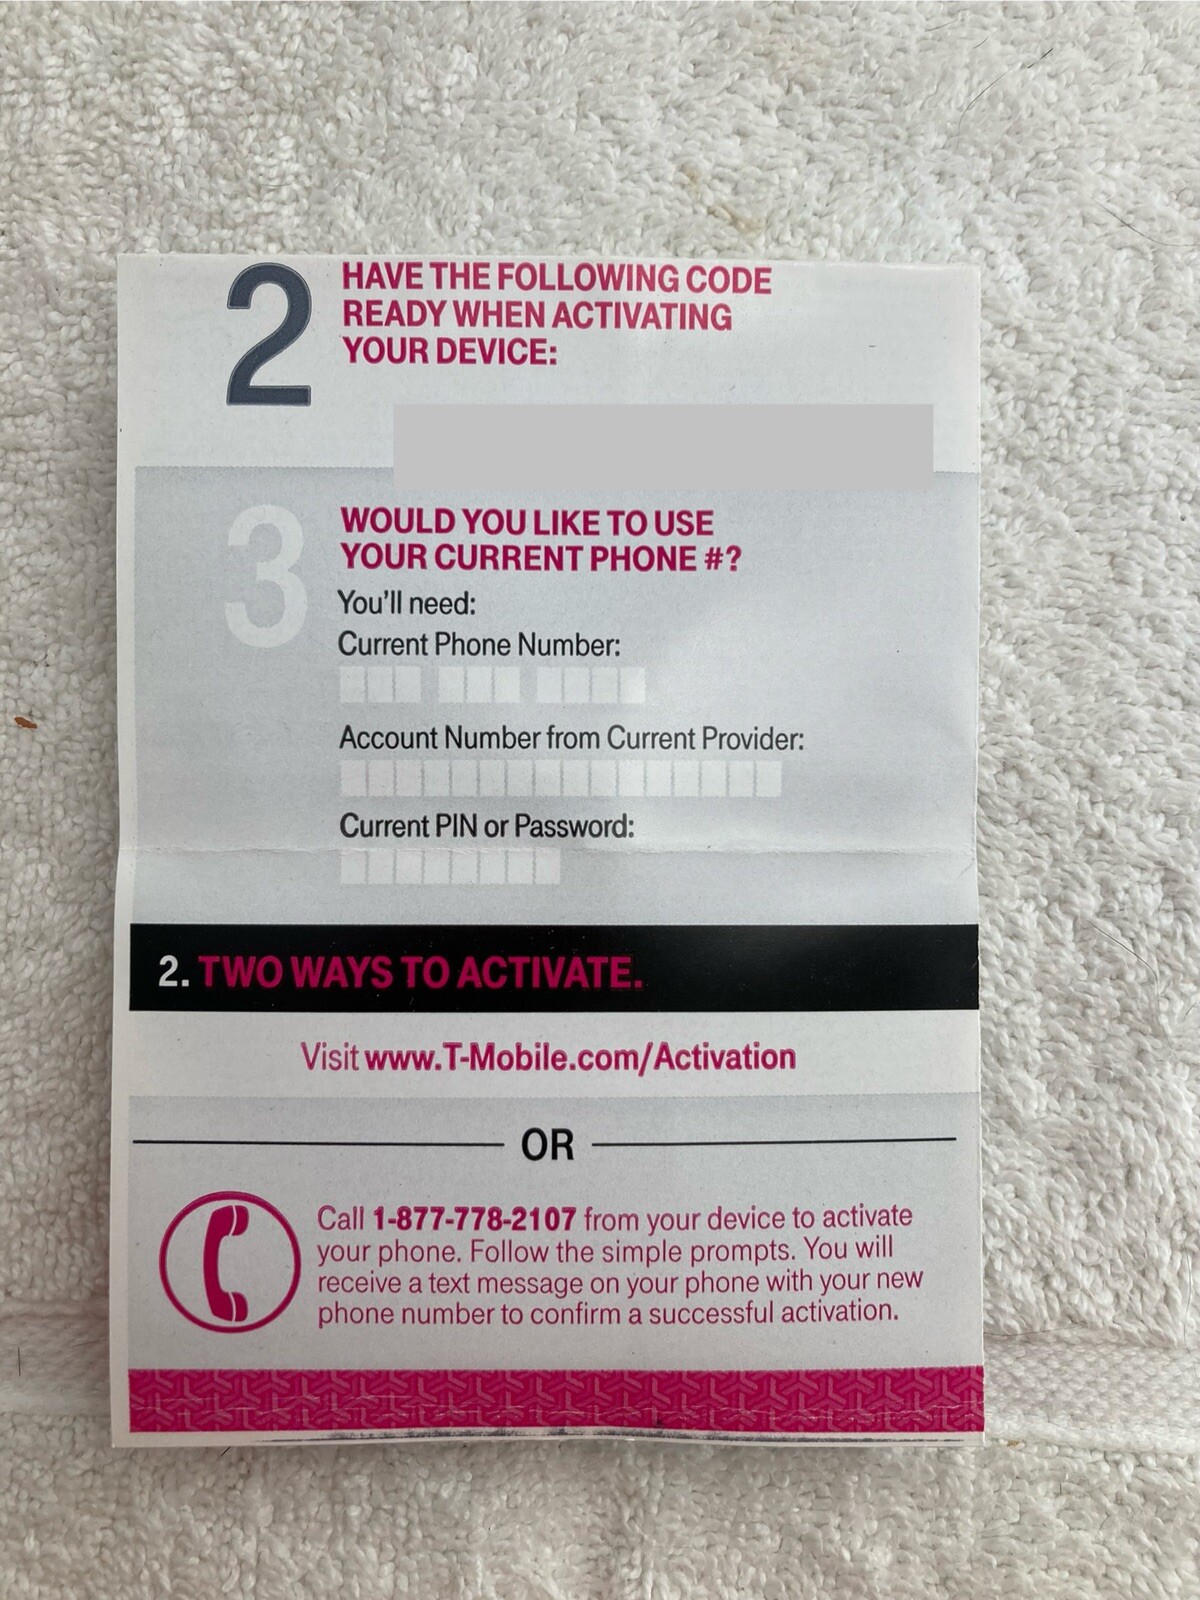 2
HAVE THE FOLLOWING CODE
READY WHEN ACTIVATING
YOUR DEVICE:
3
WOULD YOU LIKE TO USE
YOUR CURRENT PHONE #?
You'll need:
Current Phone Number:
Account Number from Current Provider:
Current PIN or Password:
2. TWO WAYS TO ACTIVATE.
Visit www.T-Mobile.com/Activation
OR
Call 1-877-778-2107 from your device to activate
your phone. Follow the simple prompts. You will
receive a text message on your phone with your new
phone number to confirm a successful activation.